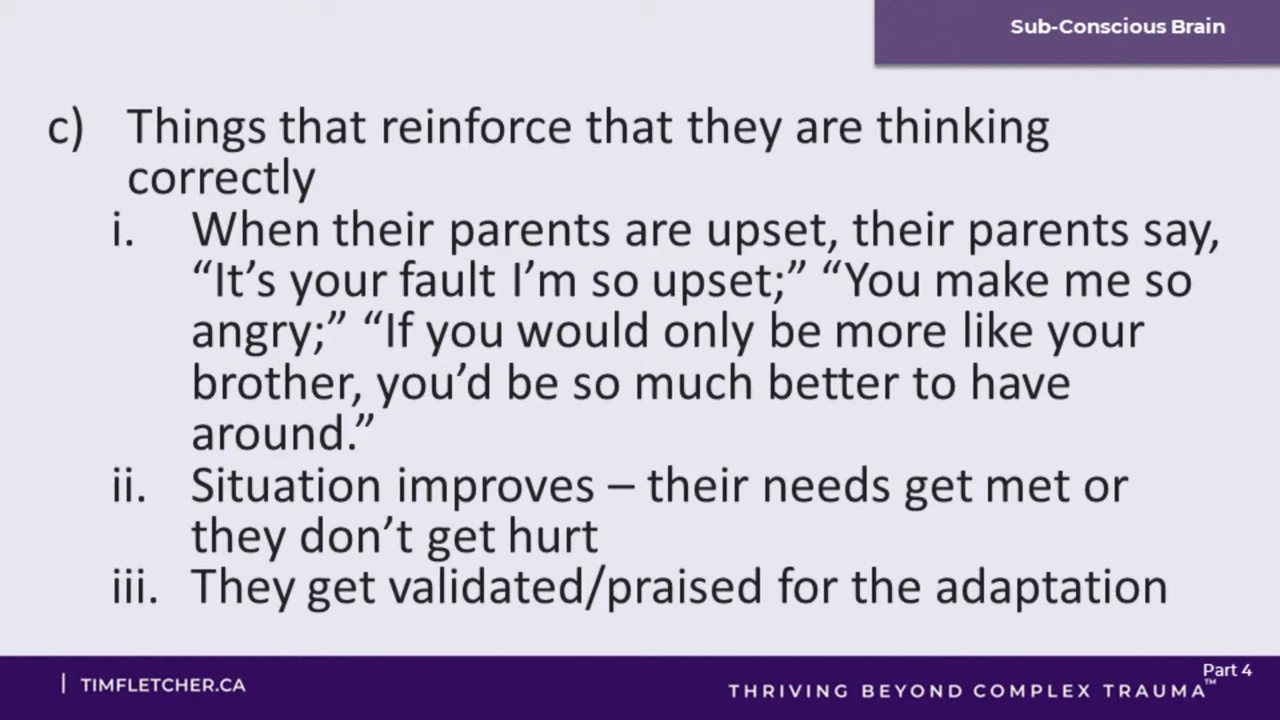 Sub-Conscious Brain
c) Things that reinforce that they are thinking
correctly
i. When their parents are upset, their parents say,
“It’s your fault I’m so upset;” “You make me so
angry;” “If you would only be more like your
brother, you’d be so much better to have
around.”
ii. Situation improves – their needs get met or
they don’t get hurt
iii. They get validated/praised for the adaptation
| TIMFLETCHER.CA
Part 4
THRIVING BEYOND COMPLEX TRAUMA™